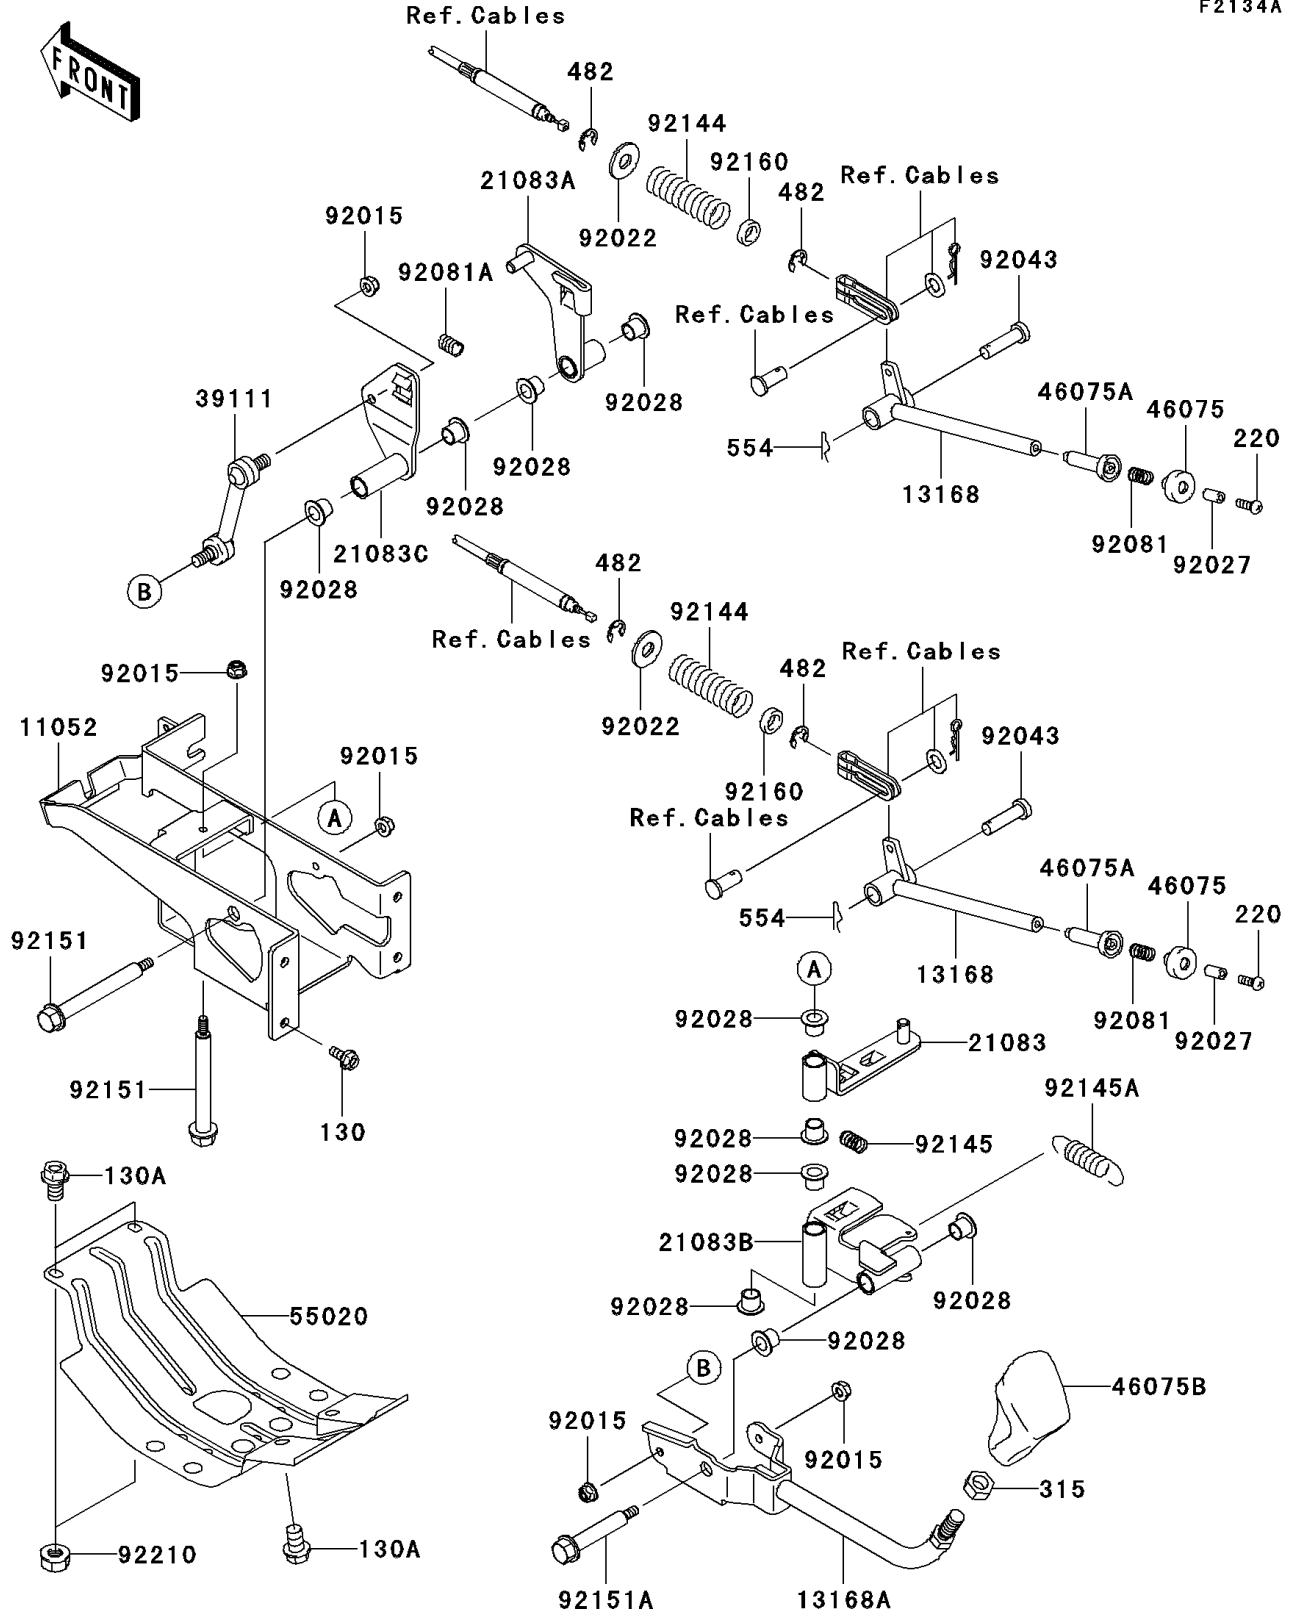 F2134A
Ref.Cables
FRONT
482
92144
92160
Ref.Cables
21083A
482
92015
92022
92043
92081A
Ref.Cables
39111
92028
46075A
46075
220
554
92028
13168
92028
92081
21083C
92027
B
92028
482
92144
Ref.Cables
Ref.Cables
92015
482
11052
92022
92043
92015
92160
A
Ref.Cables
46075A
46075
554
220
92151
13168
A
92028
92081
92027
21083
92151
92145A
130
92028
92145
130A
92028
21083B
55020
92028
92028
92028
B
46075B
92015
92015
315
92210
130A
92151A
13168A